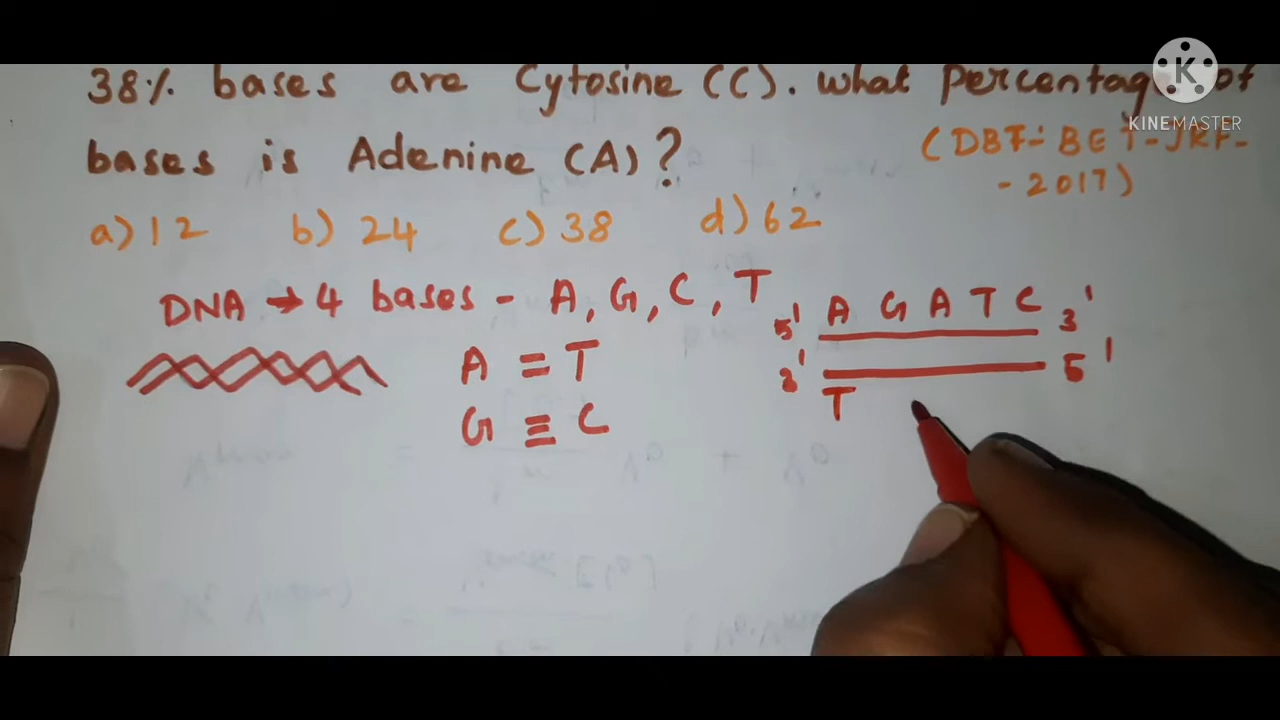 38% bases are Cytosine (C). what percentag of
bases is Adenine (A)?
(DBT-BET-JRF-
-2017)
a) 12 b) 24 c) 38 d) 62
DNA → 4 bases - A, G, C, T
5' A G A T C 3'
3' 5'
T
A = T
G ≡ C
K
KINEMASTER